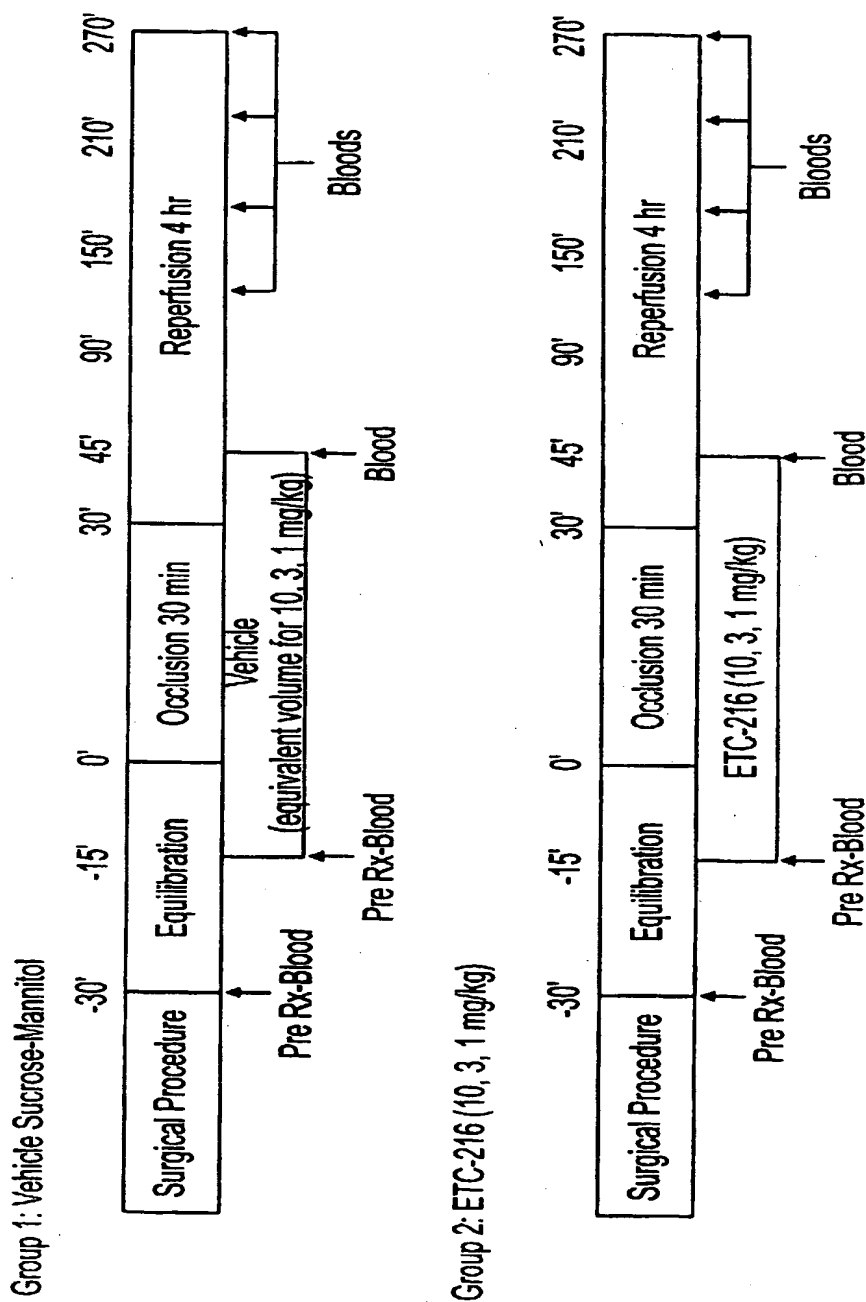 Group 1: Vehicle Sucrose-Mannitol
-30' -15' 0' 30' 45' 90' 150' 210' 270'
Surgical Procedure Equilibration Occlusion 30 min Reperfusion 4 hr
Vehicle
(equivalent volume for 10, 3, 1 mg/kg)
Pre Rx-Blood Pre Rx-Blood Blood Bloods
Group 2: ETC-216 (10, 3, 1 mg/kg)
-30' -15' 0' 30' 45' 90' 150' 210' 270'
Surgical Procedure Equilibration Occlusion 30 min Reperfusion 4 hr
ETC-216 (10, 3, 1 mg/kg)
Pre Rx-Blood Pre Rx-Blood Blood Bloods